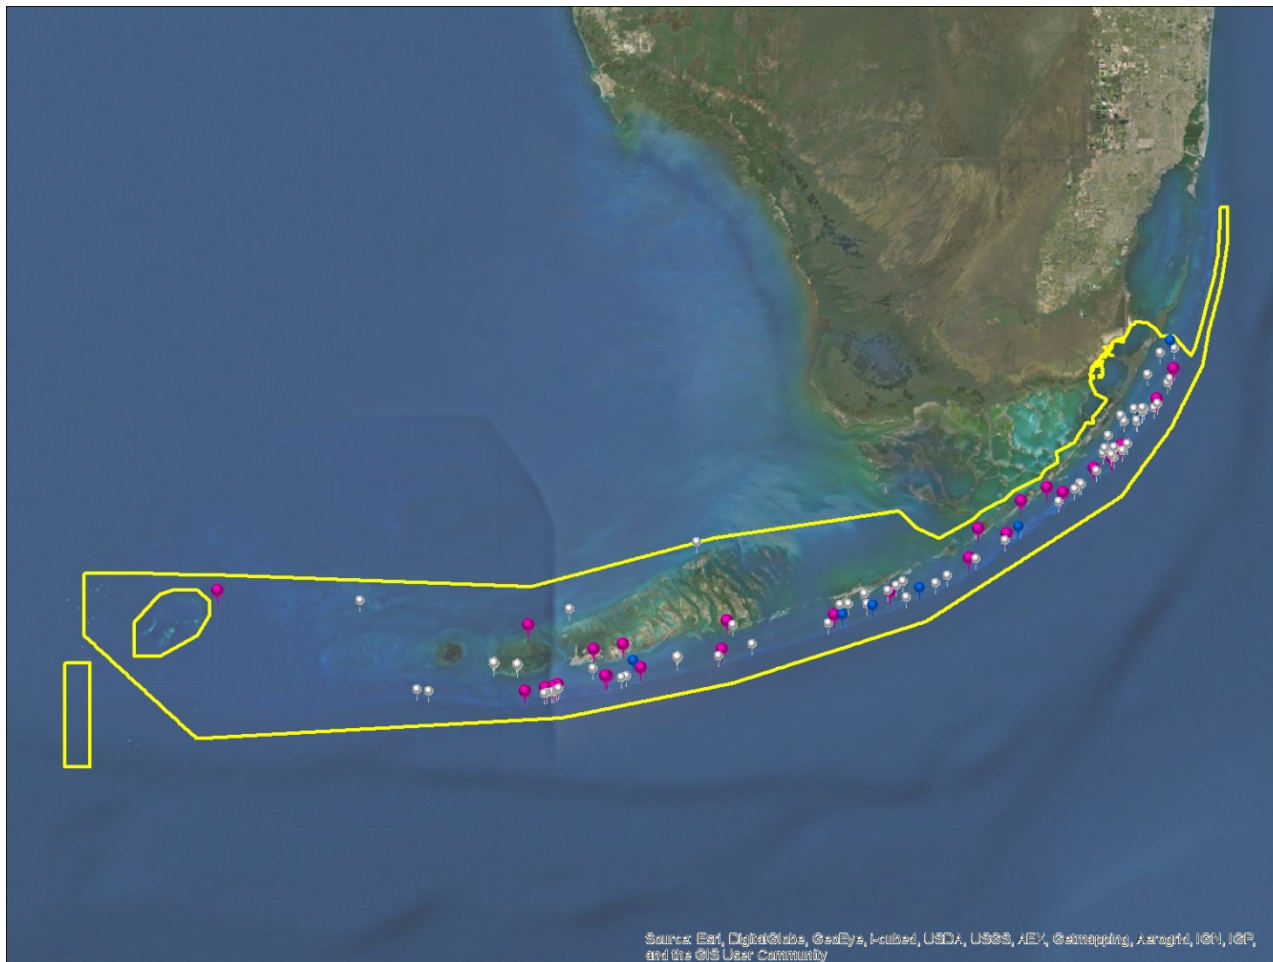 Source: Esri, DigitalGlobe, GeoEye, i-cubed, USDA, USGS, AEX, Getmapping, Aerogrid, IGN, IGP,
and the GIS User Community